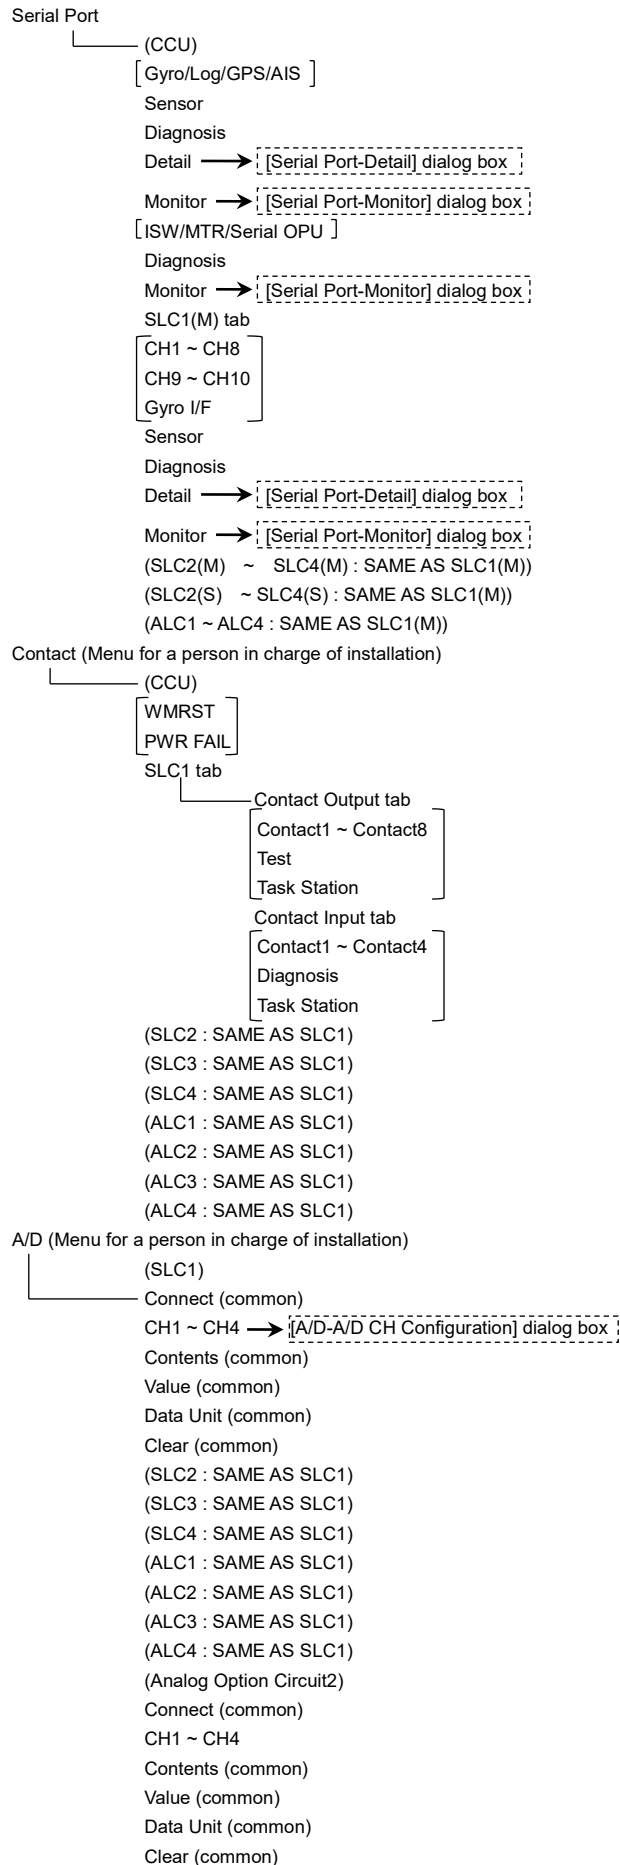 Serial Port
(CCU)
Gyro/Log/GPS/AIS
Sensor
Diagnosis
Detail [Serial Port-Detail] dialog box
Monitor [Serial Port-Monitor] dialog box
ISW/MTR/Serial OPU
Diagnosis
Monitor [Serial Port-Monitor] dialog box
SLC1(M) tab
CH1 ~ CH8
CH9 ~ CH10
Gyro I/F
Sensor
Diagnosis
Detail [Serial Port-Detail] dialog box
Monitor [Serial Port-Monitor] dialog box
(SLC2(M) ~ SLC4(M) : SAME AS SLC1(M))
(SLC2(S) ~ SLC4(S) : SAME AS SLC1(M))
(ALC1 ~ ALC4 : SAME AS SLC1(M))
Contact (Menu for a person in charge of installation)
(CCU)
WMRST
PWR FAIL
SLC1 tab
Contact Output tab
Contact1 ~ Contact8
Test
Task Station
Contact Input tab
Contact1 ~ Contact4
Diagnosis
Task Station
(SLC2 : SAME AS SLC1)
(SLC3 : SAME AS SLC1)
(SLC4 : SAME AS SLC1)
(ALC1 : SAME AS SLC1)
(ALC2 : SAME AS SLC1)
(ALC3 : SAME AS SLC1)
(ALC4 : SAME AS SLC1)
A/D (Menu for a person in charge of installation)
(SLC1)
Connect (common)
CH1 ~ CH4 [A/D-A/D CH Configuration] dialog box
Contents (common)
Value (common)
Data Unit (common)
Clear (common)
(SLC2 : SAME AS SLC1)
(SLC3 : SAME AS SLC1)
(SLC4 : SAME AS SLC1)
(ALC1 : SAME AS SLC1)
(ALC2 : SAME AS SLC1)
(ALC3 : SAME AS SLC1)
(ALC4 : SAME AS SLC1)
(Analog Option Circuit2)
Connect (common)
CH1 ~ CH4
Contents (common)
Value (common)
Data Unit (common)
Clear (common)